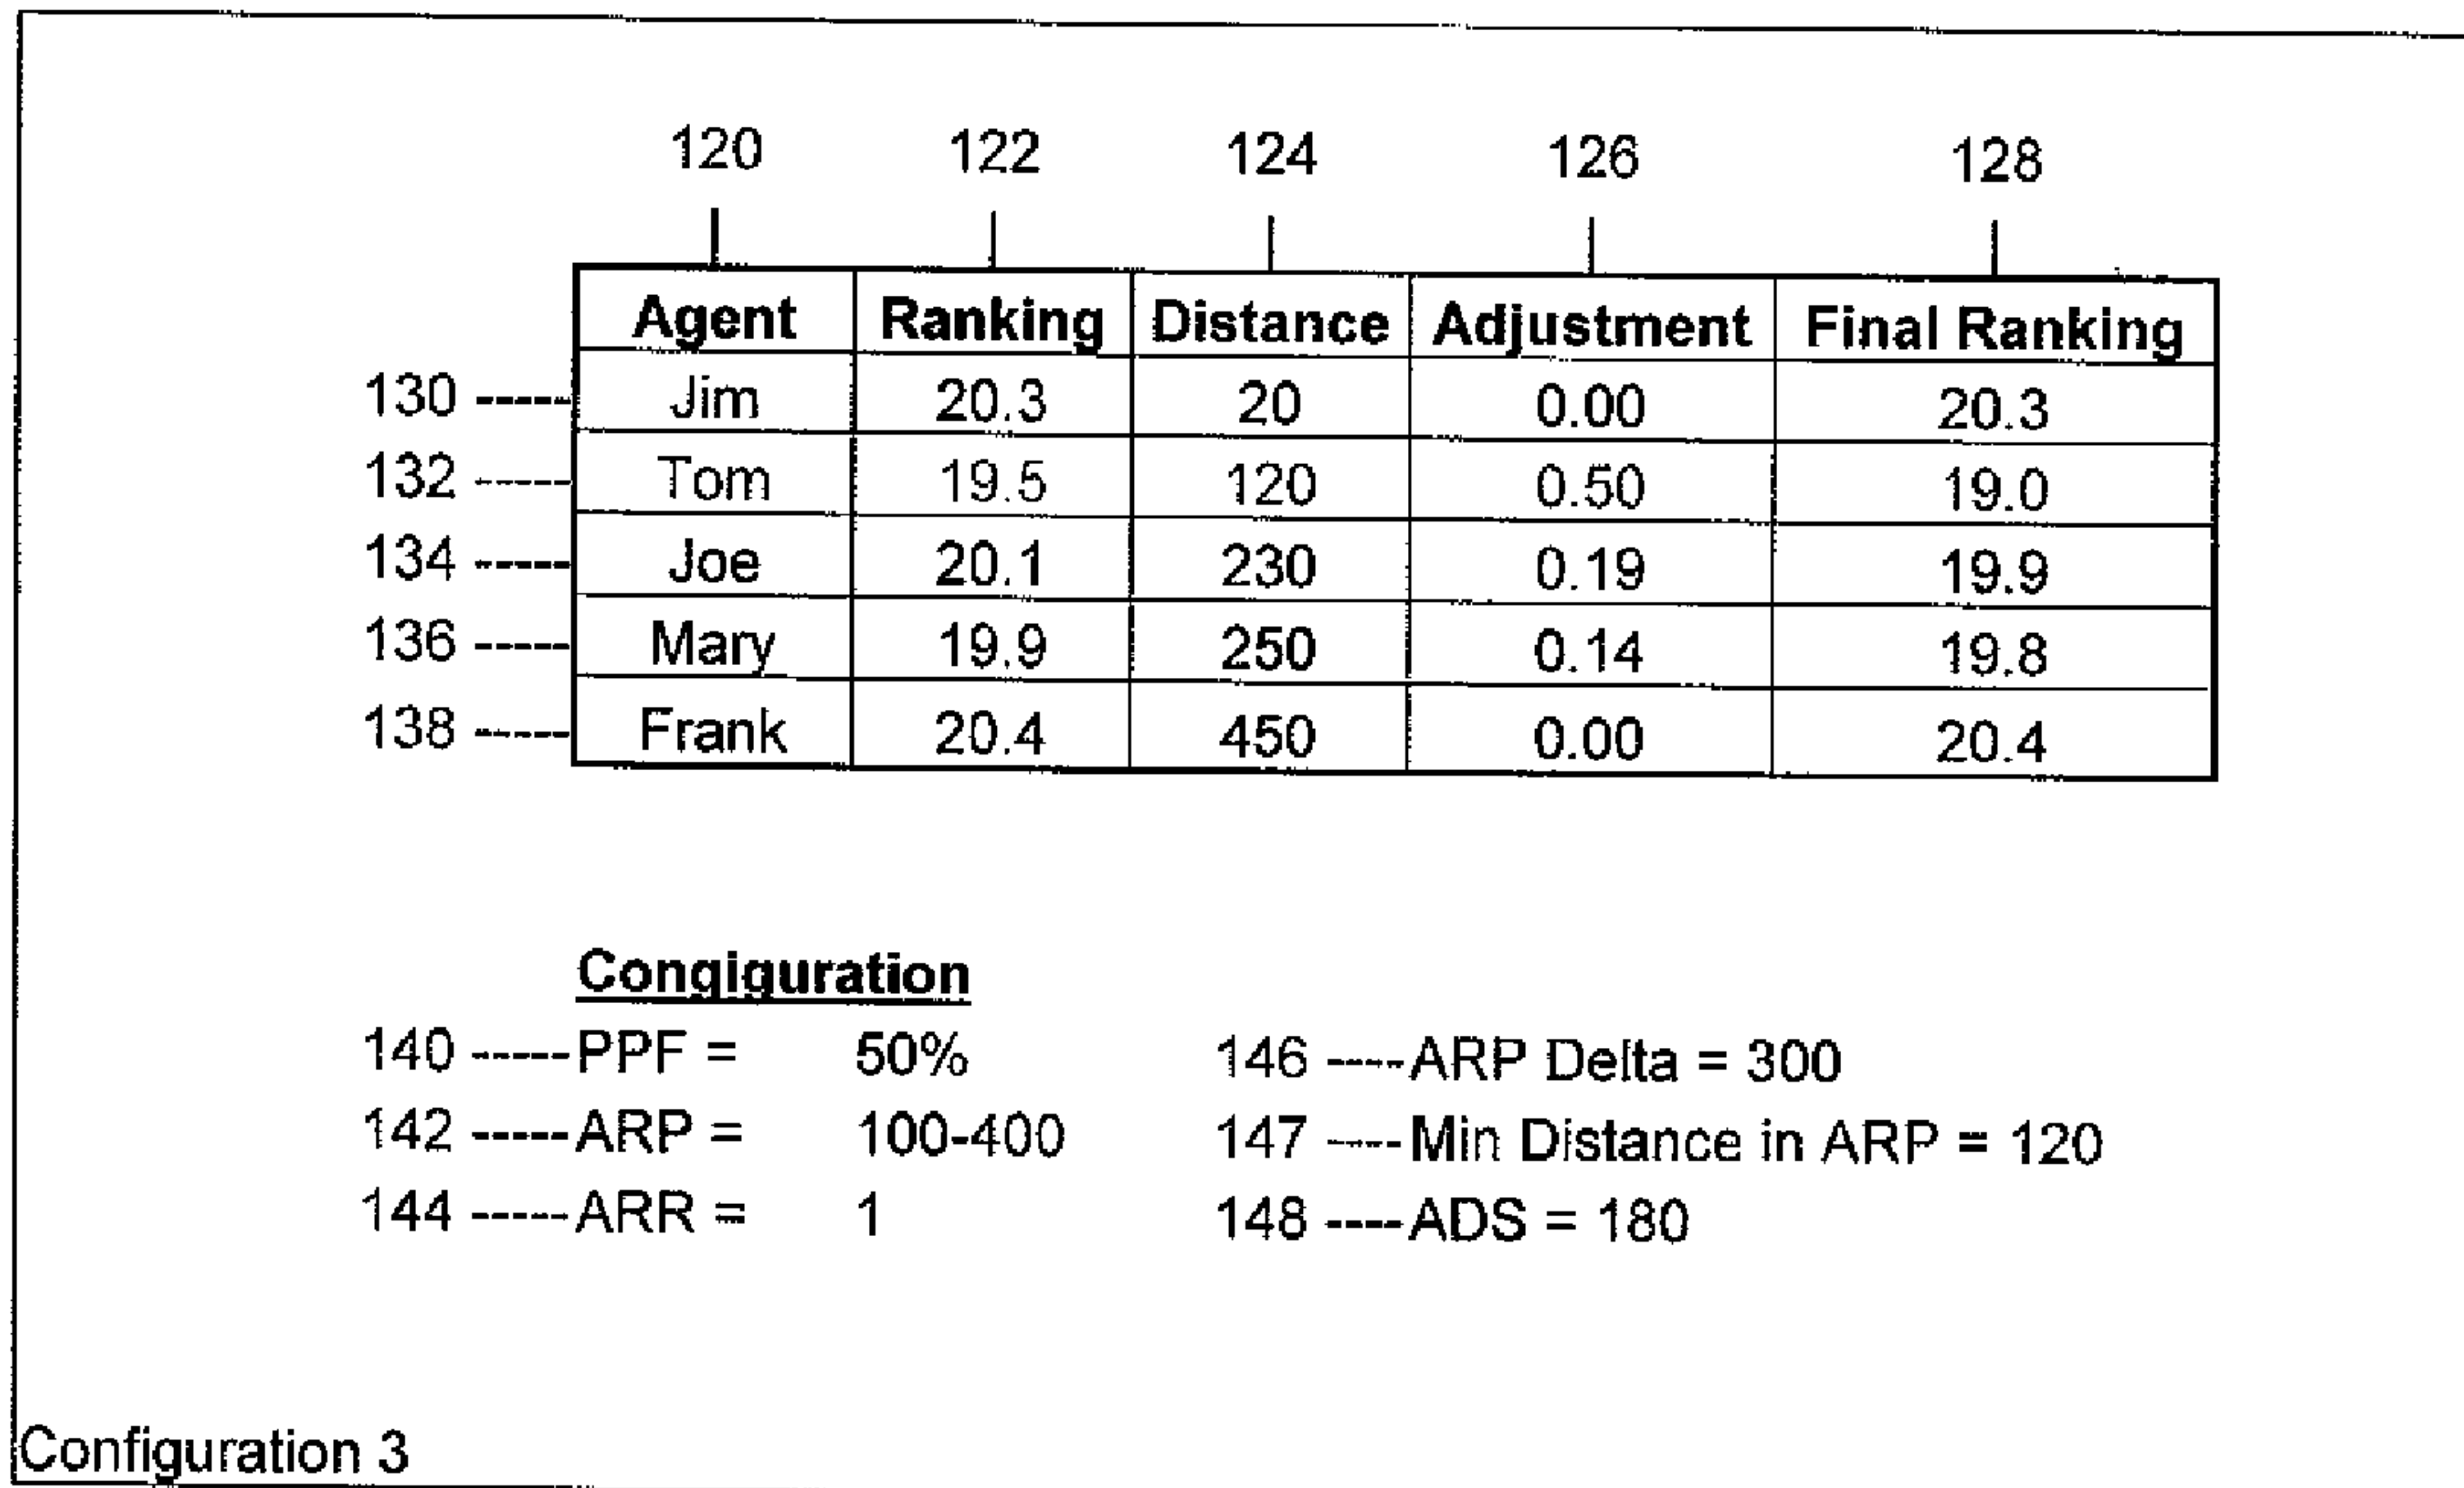 120 122 124 126 128
Agent Ranking Distance Adjustment Final Ranking
130 ----- Jim 20.3 20 0.00 20.3
132 ----- Tom 19.5 120 0.50 19.0
134 ----- Joe 20.1 230 0.19 19.9
136 ----- Mary 19.9 250 0.14 19.8
138 ----- Frank 20.4 450 0.00 20.4
Congiguration
140 -----PPF = 50% 146 ----ARP Delta = 300
142 -----ARP = 100-400 147 ----Min Distance in ARP = 120
144 -----ARR = 1 148 ----ADS = 180
Configuration 3